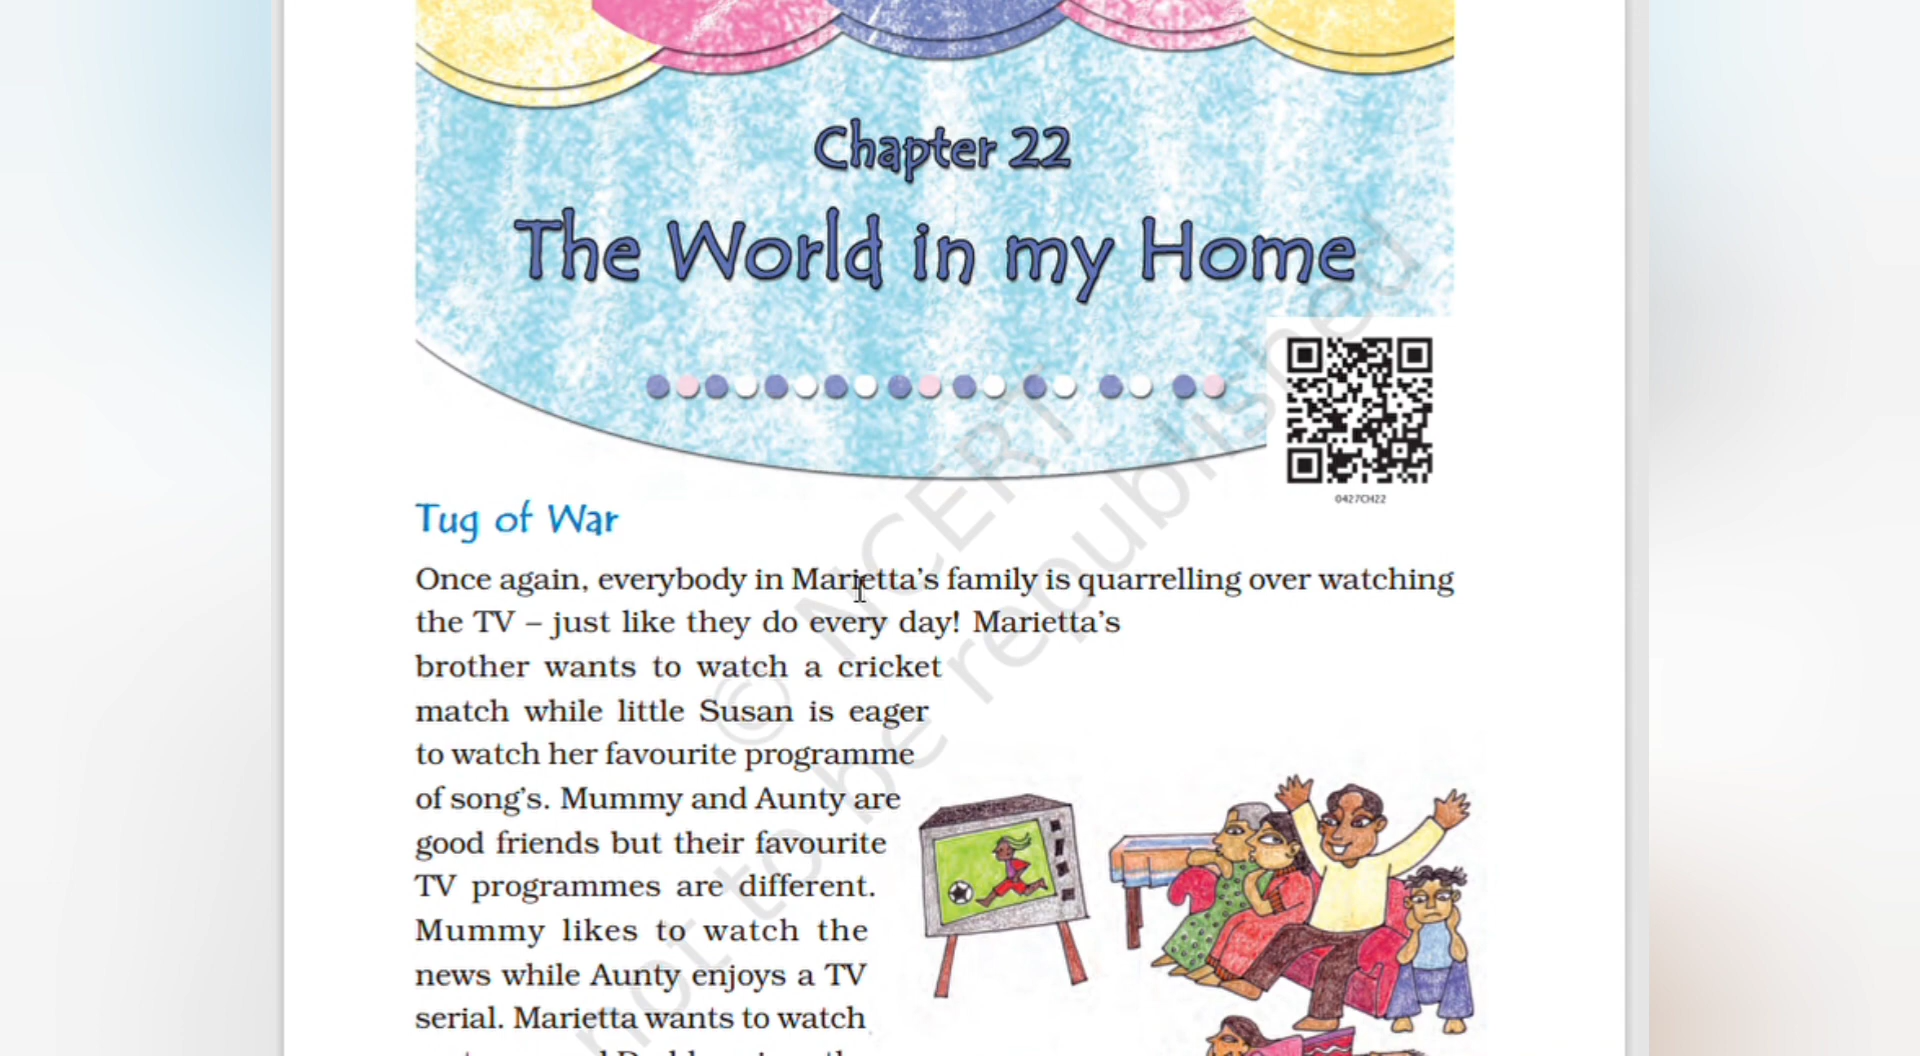 Chapter 22
The World in my Home
0427CH22
Tug of War
Once again, everybody in Marietta's family is quarrelling over watching
the TV – just like they do every day! Marietta's
brother wants to watch a cricket
match while little Susan is eager
to watch her favourite programme
of song's. Mummy and Aunty are
good friends but their favourite
TV programmes are different.
Mummy likes to watch the
news while Aunty enjoys a TV
serial. Marietta wants to watch
© NCERT
not to be republished